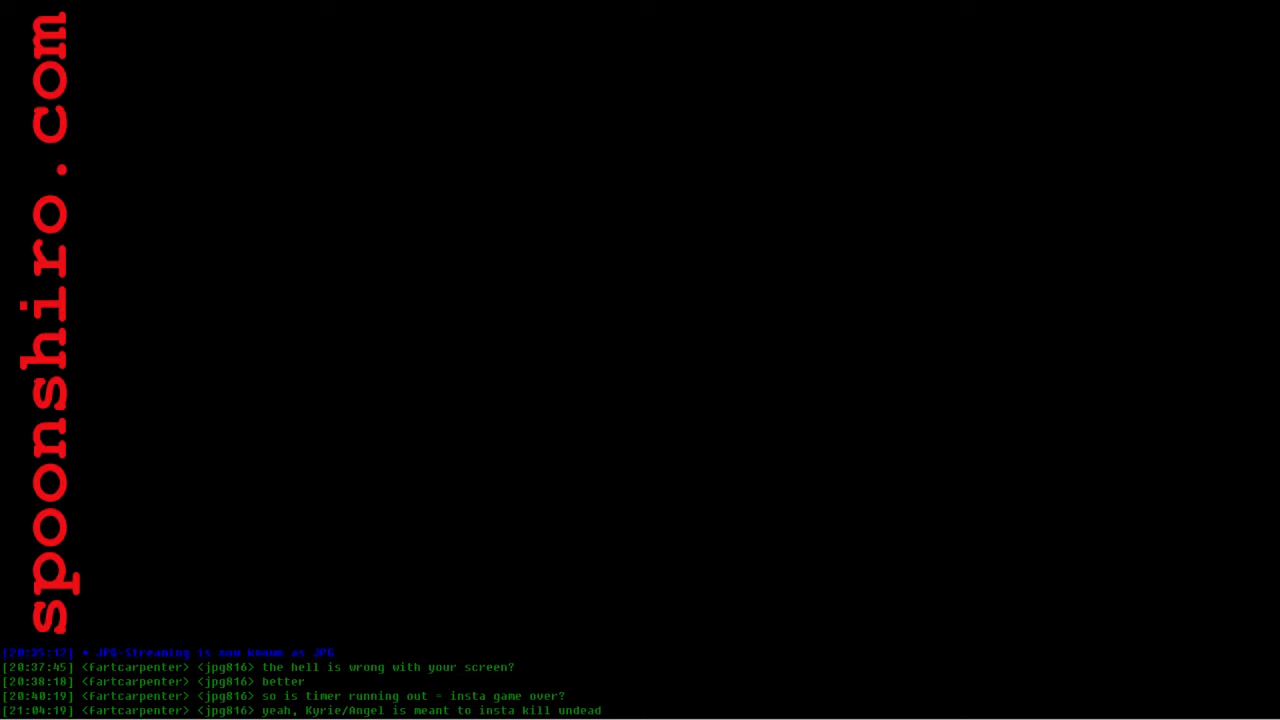 spoonshiro.com
[20:35:12] * JPG-Streaming is now known as JPG
[20:37:45] <fartcarpenter> <jpg816> the hell is wrong with your screen?
[20:38:18] <fartcarpenter> <jpg816> better
[20:40:19] <fartcarpenter> <jpg816> so is timer running out = insta game over?
[21:04:19] <fartcarpenter> <jpg816> yeah, Kyrie/Angel is meant to insta kill undead